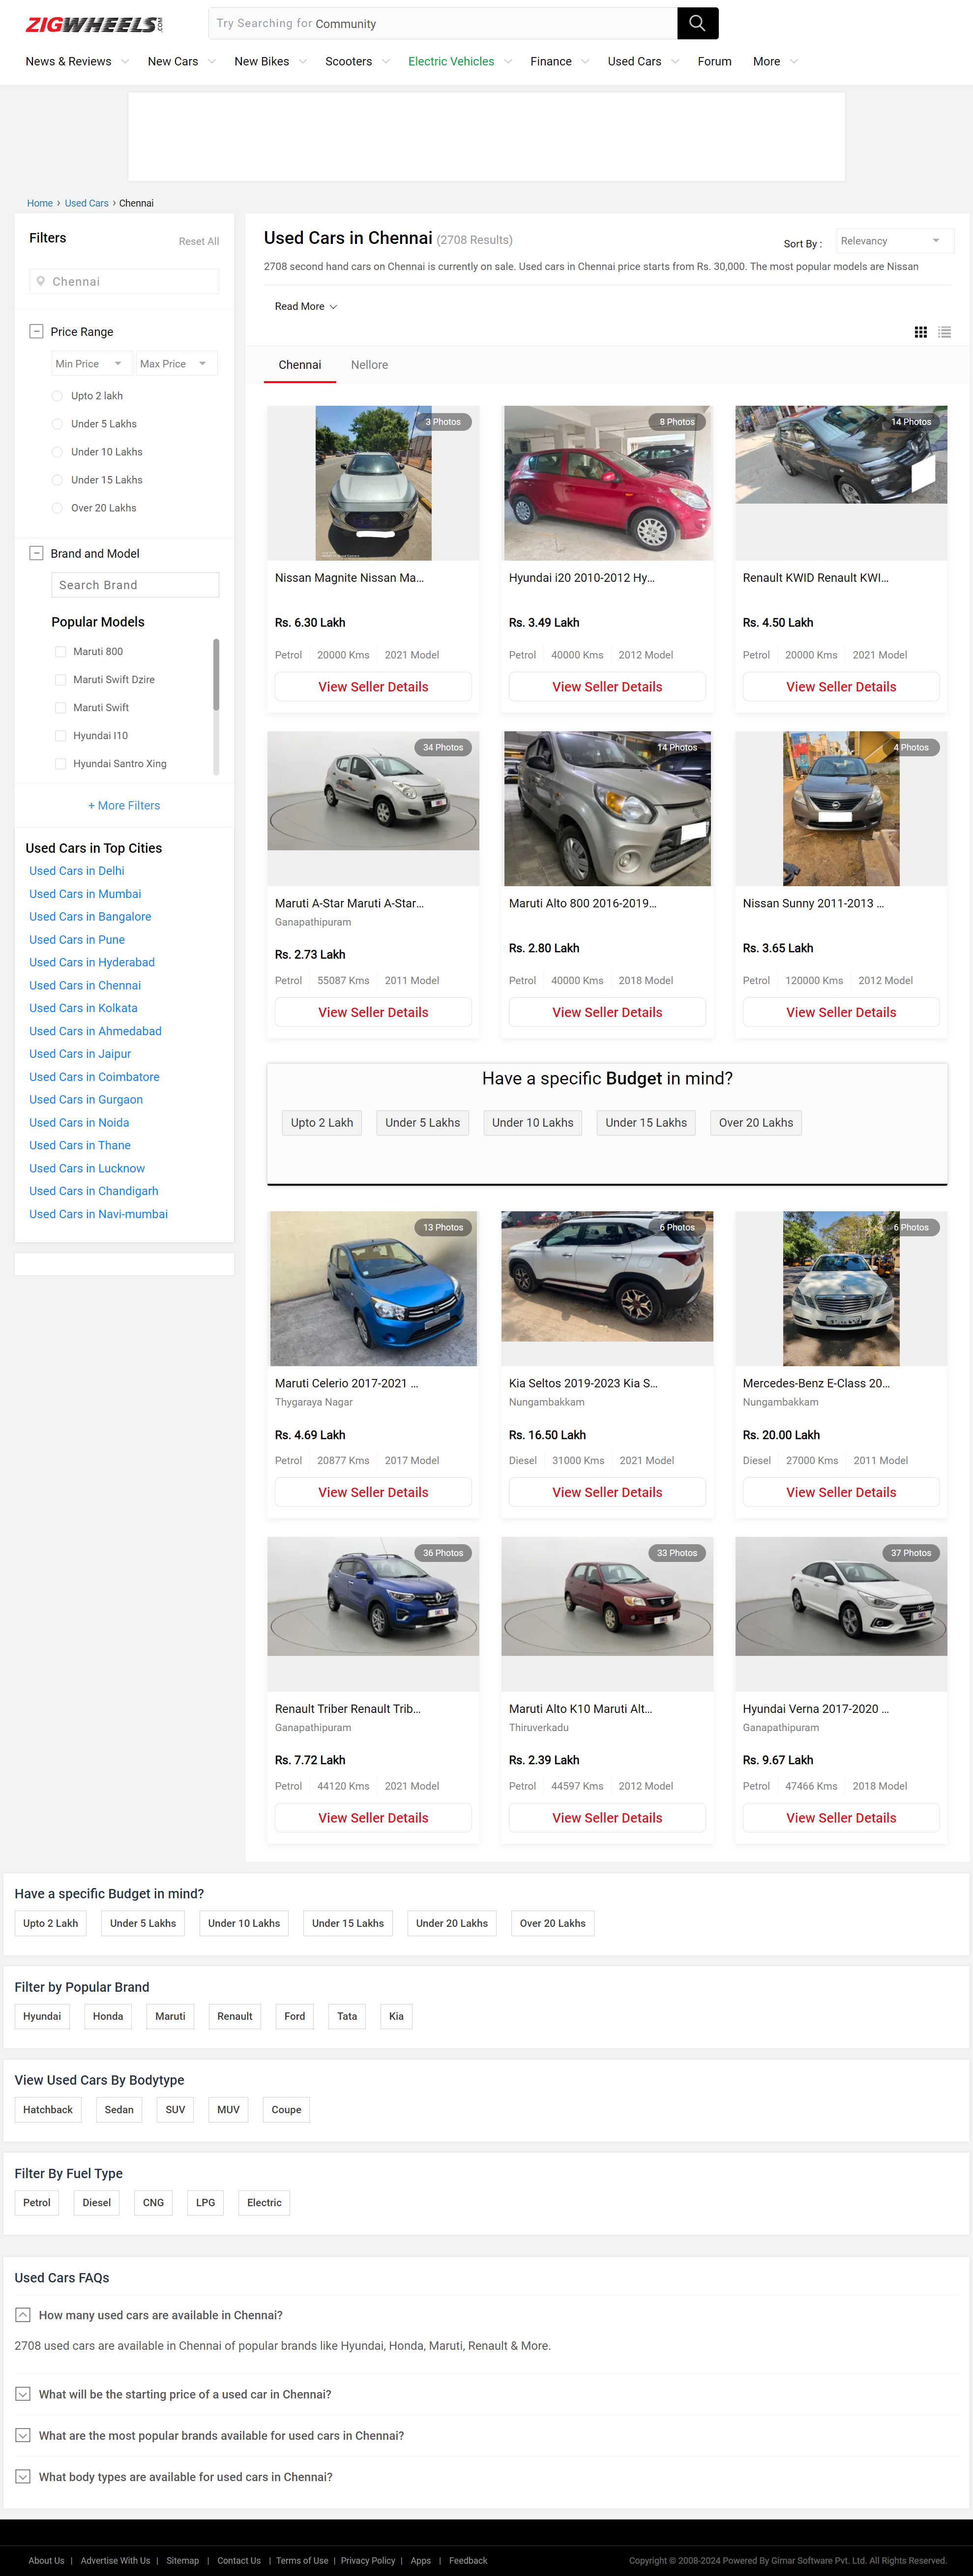 ZIGWHEELS.COM
Try Searching for Community
News & Reviews New Cars New Bikes Scooters Electric Vehicles Finance Used Cars Forum More
Home › Used Cars › Chennai
Filters
Reset All
Chennai
Price Range
Min Price Max Price
Upto 2 lakh
Under 5 Lakhs
Under 10 Lakhs
Under 15 Lakhs
Over 20 Lakhs
Brand and Model
Search Brand
Popular Models
Maruti 800
Maruti Swift Dzire
Maruti Swift
Hyundai I10
Hyundai Santro Xing
+ More Filters
Used Cars in Top Cities
Used Cars in Delhi
Used Cars in Mumbai
Used Cars in Bangalore
Used Cars in Pune
Used Cars in Hyderabad
Used Cars in Chennai
Used Cars in Kolkata
Used Cars in Ahmedabad
Used Cars in Jaipur
Used Cars in Coimbatore
Used Cars in Gurgaon
Used Cars in Noida
Used Cars in Thane
Used Cars in Lucknow
Used Cars in Chandigarh
Used Cars in Navi-mumbai
Used Cars in Chennai (2708 Results)
Sort By : Relevancy
2708 second hand cars on Chennai is currently on sale. Used cars in Chennai price starts from Rs. 30,000. The most popular models are Nissan
Read More
Chennai Nellore
3 Photos
Nissan Magnite Nissan Ma...
Rs. 6.30 Lakh
Petrol 20000 Kms 2021 Model
View Seller Details
8 Photos
Hyundai i20 2010-2012 Hy...
Rs. 3.49 Lakh
Petrol 40000 Kms 2012 Model
View Seller Details
14 Photos
Renault KWID Renault KWI...
Rs. 4.50 Lakh
Petrol 20000 Kms 2021 Model
View Seller Details
34 Photos
Maruti A-Star Maruti A-Star...
Ganapathipuram
Rs. 2.73 Lakh
Petrol 55087 Kms 2011 Model
View Seller Details
14 Photos
Maruti Alto 800 2016-2019...
Rs. 2.80 Lakh
Petrol 40000 Kms 2018 Model
View Seller Details
4 Photos
Nissan Sunny 2011-2013 ...
Rs. 3.65 Lakh
Petrol 120000 Kms 2012 Model
View Seller Details
Have a specific Budget in mind?
Upto 2 Lakh Under 5 Lakhs Under 10 Lakhs Under 15 Lakhs Over 20 Lakhs
13 Photos
Maruti Celerio 2017-2021 ...
Thygaraya Nagar
Rs. 4.69 Lakh
Petrol 20877 Kms 2017 Model
View Seller Details
6 Photos
Kia Seltos 2019-2023 Kia S...
Nungambakkam
Rs. 16.50 Lakh
Diesel 31000 Kms 2021 Model
View Seller Details
6 Photos
Mercedes-Benz E-Class 20...
Nungambakkam
Rs. 20.00 Lakh
Diesel 27000 Kms 2011 Model
View Seller Details
36 Photos
Renault Triber Renault Trib...
Ganapathipuram
Rs. 7.72 Lakh
Petrol 44120 Kms 2021 Model
View Seller Details
33 Photos
Maruti Alto K10 Maruti Alt...
Thiruverkadu
Rs. 2.39 Lakh
Petrol 44597 Kms 2012 Model
View Seller Details
37 Photos
Hyundai Verna 2017-2020 ...
Ganapathipuram
Rs. 9.67 Lakh
Petrol 47466 Kms 2018 Model
View Seller Details
Have a specific Budget in mind?
Upto 2 Lakh Under 5 Lakhs Under 10 Lakhs Under 15 Lakhs Under 20 Lakhs Over 20 Lakhs
Filter by Popular Brand
Hyundai Honda Maruti Renault Ford Tata Kia
View Used Cars By Bodytype
Hatchback Sedan SUV MUV Coupe
Filter By Fuel Type
Petrol Diesel CNG LPG Electric
Used Cars FAQs
How many used cars are available in Chennai?
2708 used cars are available in Chennai of popular brands like Hyundai, Honda, Maruti, Renault & More.
What will be the starting price of a used car in Chennai?
What are the most popular brands available for used cars in Chennai?
What body types are available for used cars in Chennai?
About Us | Advertise With Us | Sitemap | Contact Us | Terms of Use | Privacy Policy | Apps | Feedback
Copyright © 2008-2024 Powered By Girnar Software Pvt. Ltd. All Rights Reserved.